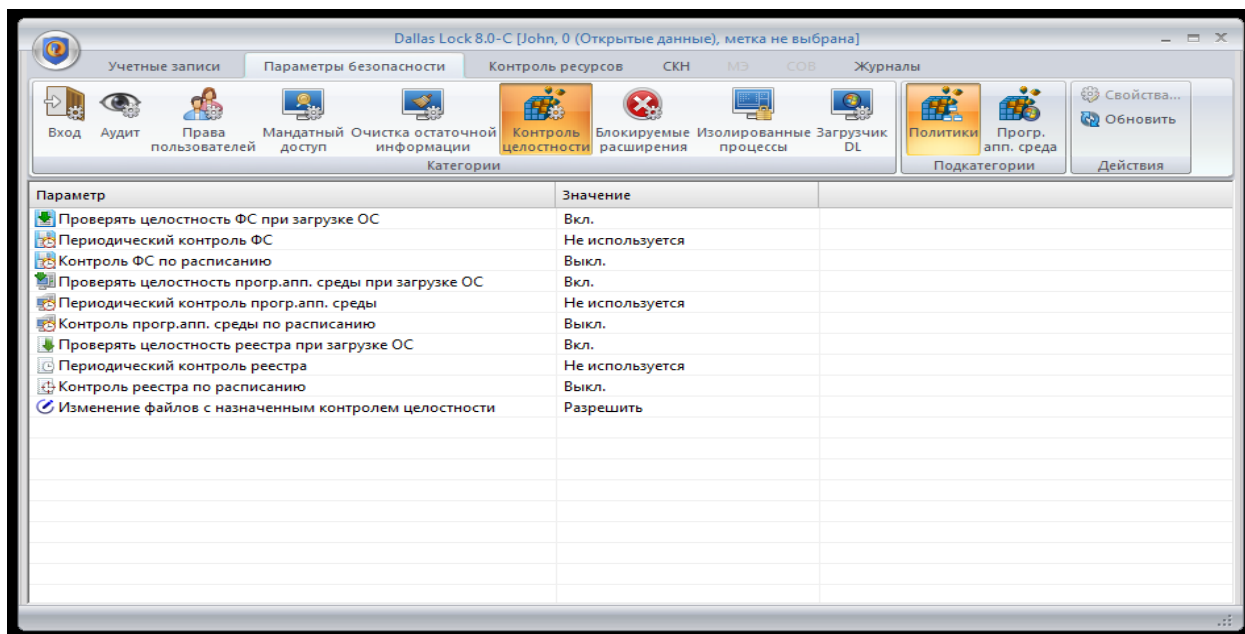 Dallas Lock 8.0-C [John, 0 (Открытые данные), метка не выбрана]
Учетные записи Параметры безопасности Контроль ресурсов СКН МЭ СОВ Журналы
Вход Аудит Права пользователей Мандатный доступ Очистка остаточной информации Контроль целостности Блокируемые расширения Изолированные процессы Загрузчик DL Политики Прогр. апп. среда Свойства... Обновить
Категории Подкатегории Действия
Параметр Значение
Проверять целостность ФС при загрузке ОС Вкл.
Периодический контроль ФС Не используется
Контроль ФС по расписанию Выкл.
Проверять целостность прогр.апп. среды при загрузке ОС Вкл.
Периодический контроль прогр.апп. среды Не используется
Контроль прогр.апп. среды по расписанию Выкл.
Проверять целостность реестра при загрузке ОС Вкл.
Периодический контроль реестра Не используется
Контроль реестра по расписанию Выкл.
Изменение файлов с назначенным контролем целостности Разрешить